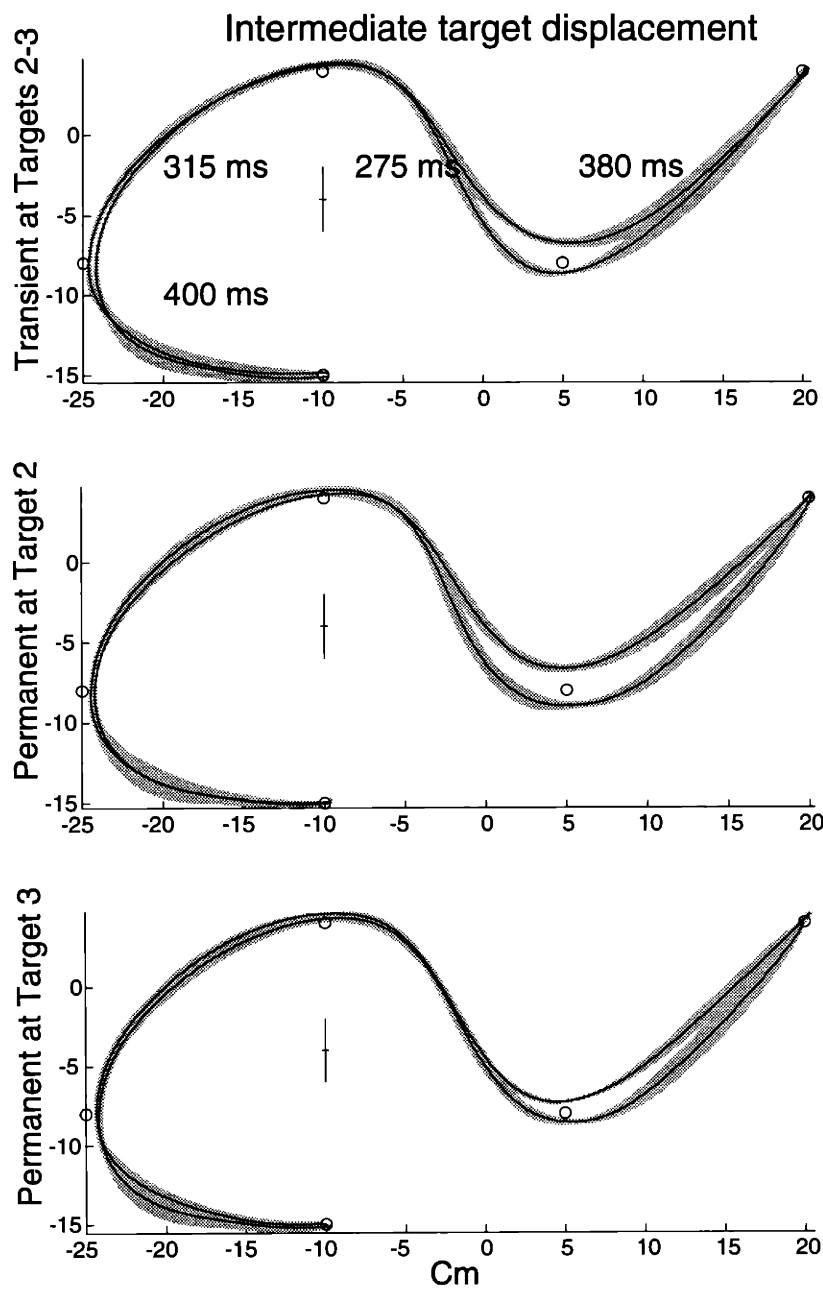 Intermediate target displacement
Transient at Targets 2-3
0
-5
-10
-15
315 ms
275 ms
380 ms
400 ms
-25 -20 -15 -10 -5 0 5 10 15 20
Permanent at Target 2
0
-5
-10
-15
-25 -20 -15 -10 -5 0 5 10 15 20
Permanent at Target 3
0
-5
-10
-15
-25 -20 -15 -10 -5 0 5 10 15 20
Cm